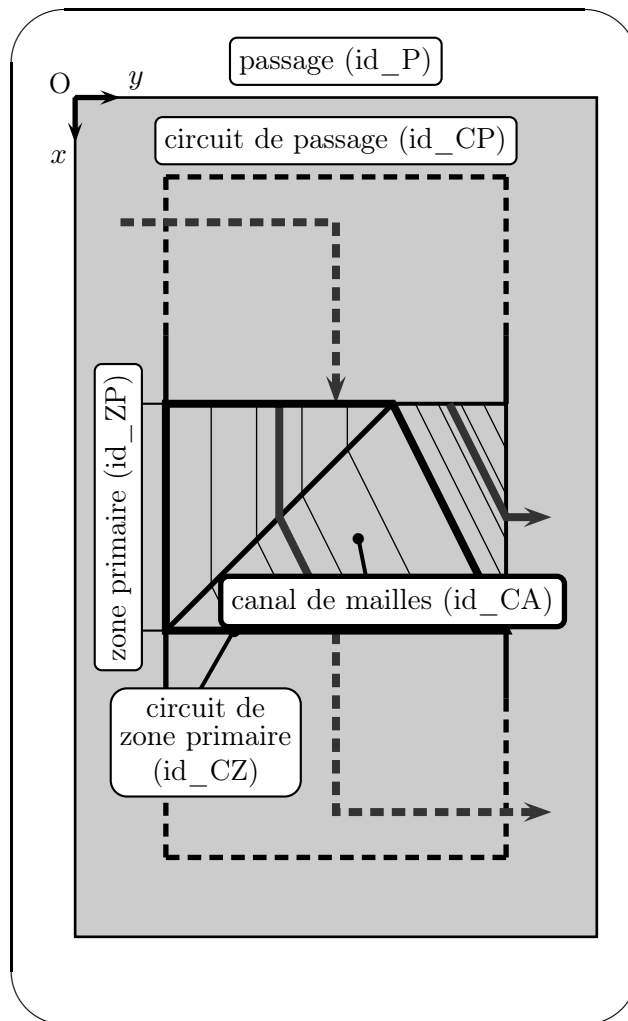 passage (id_P)
O
y
x
circuit de passage (id_CP)
zone primaire (id_ZP)
canal de mailles (id_CA)
circuit de
zone primaire
(id_CZ)